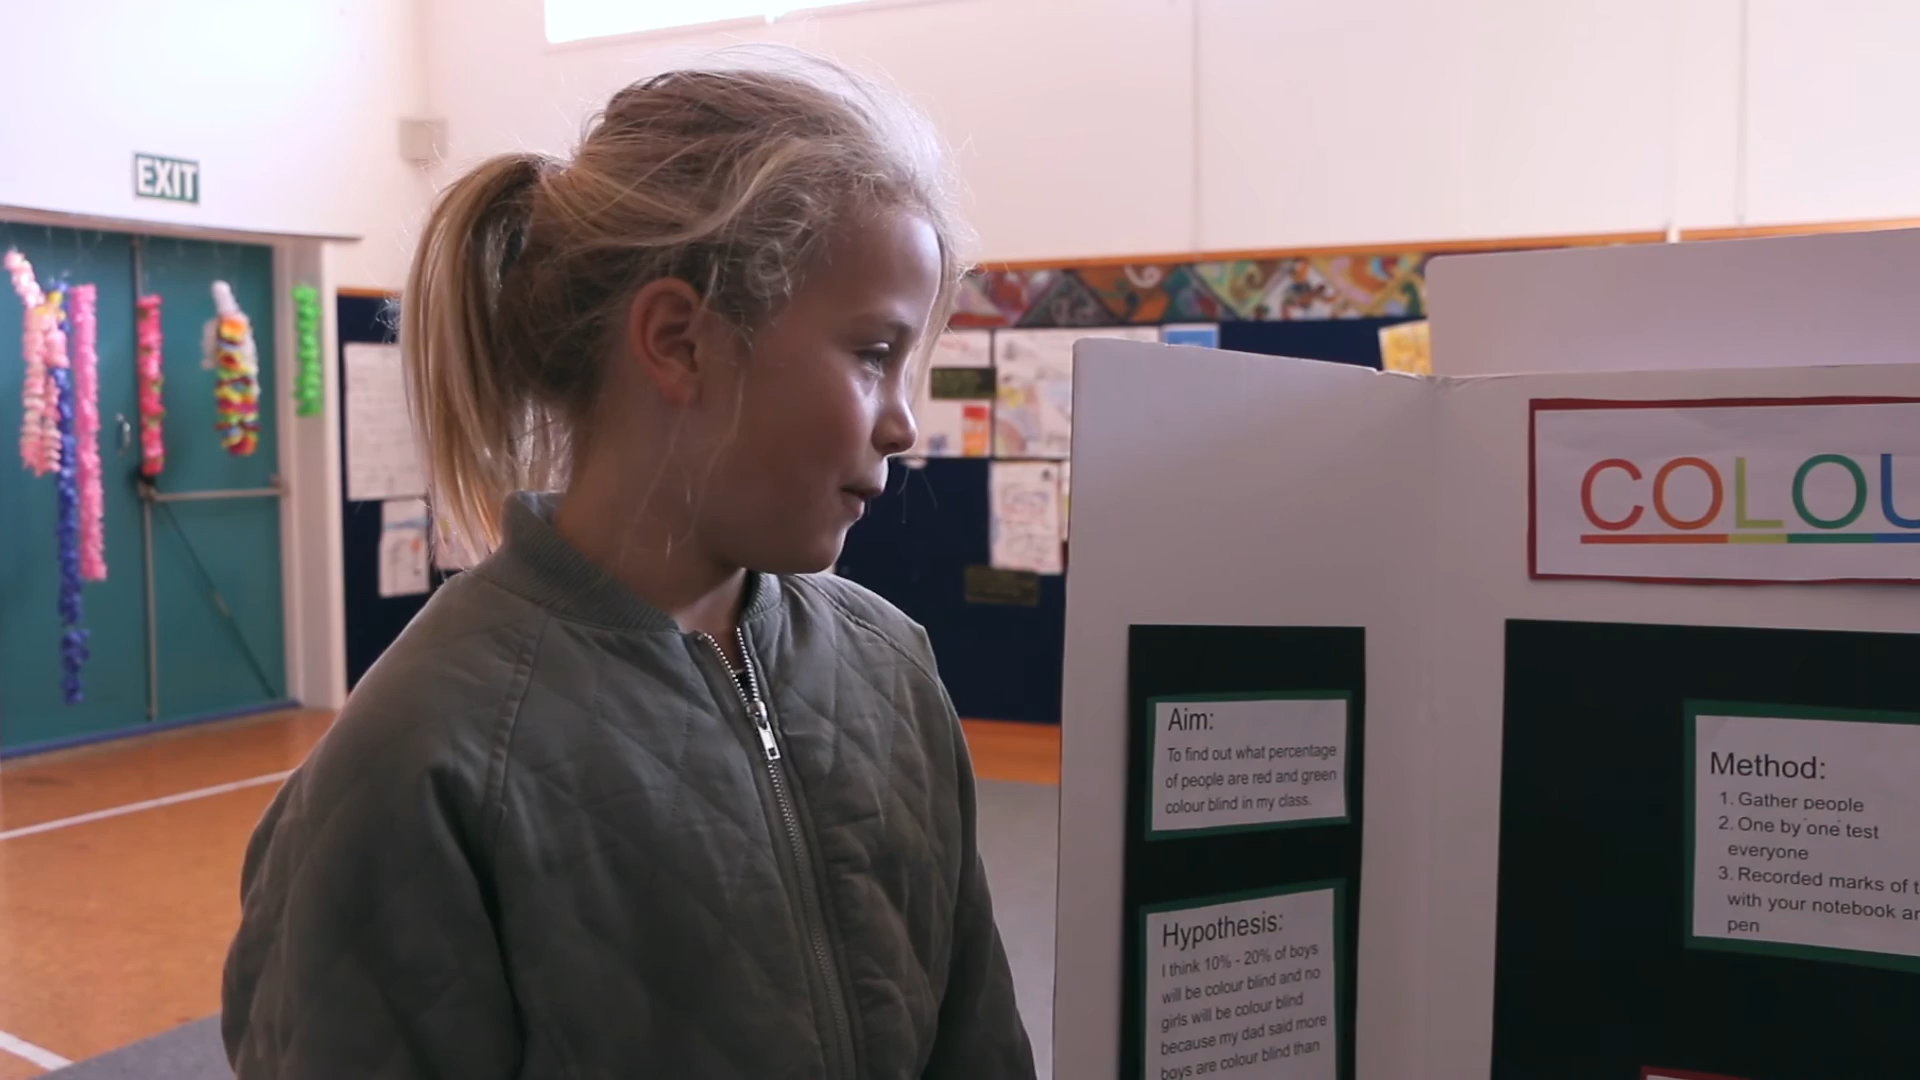 EXIT
COLOU
Aim:
To find out what percentage
of people are red and green
colour blind in my class.
Hypothesis:
I think 10% - 20% of boys
will be colour blind and no
girls will be colour blind
because my dad said more
boys are colour blind than
Method:
1. Gather people
2. One by one test
everyone
3. Recorded marks of t
with your notebook an
pen